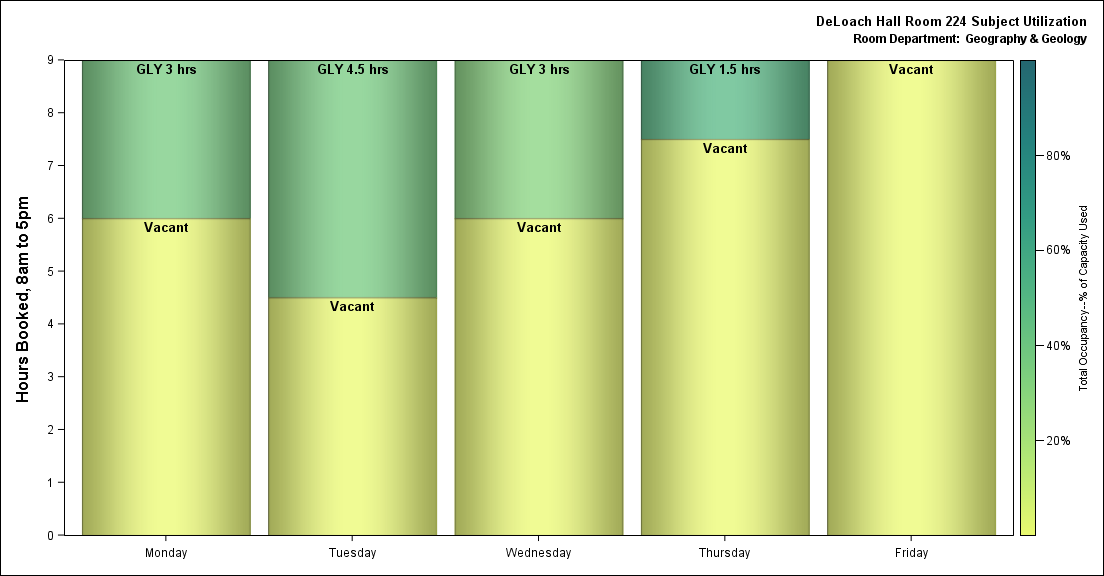 DeLoach Hall Room 224 Subject Utilization
Room Department: Geography & Geology
Hours Booked, 8am to 5pm
9
8
7
6
5
4
3
2
1
0
GLY 3 hrs
Vacant
GLY 4.5 hrs
Vacant
GLY 3 hrs
Vacant
GLY 1.5 hrs
Vacant
Vacant
Monday
Tuesday
Wednesday
Thursday
Friday
80%
60%
40%
20%
Total Occupancy--% of Capacity Used